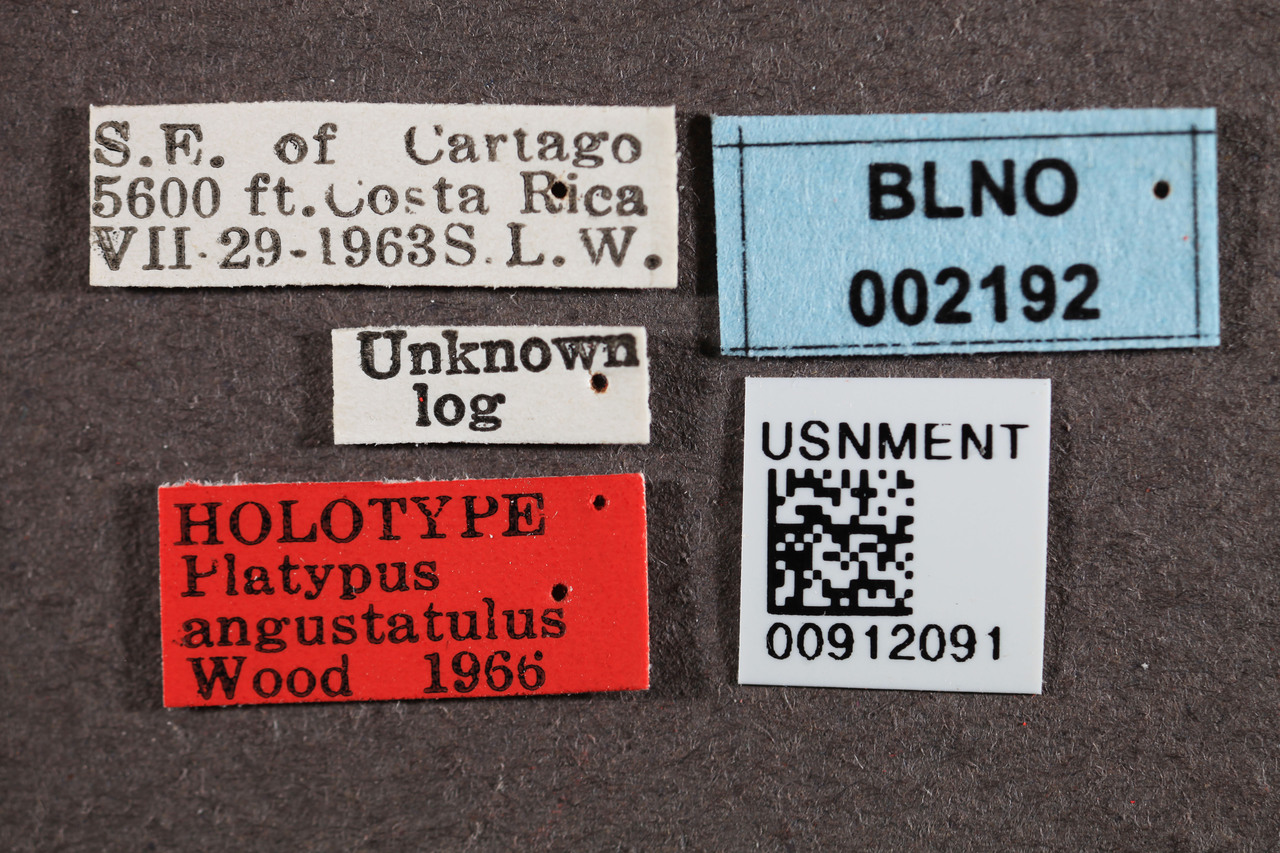 S.E. of Cartago
5600 ft. Costa Rica
VII-29-1963 S.L.W.
Unknown
log
HOLOTYPE
Platypus
angustatulus
Wood 1966
BLNO
002192
USNMENT
00912091